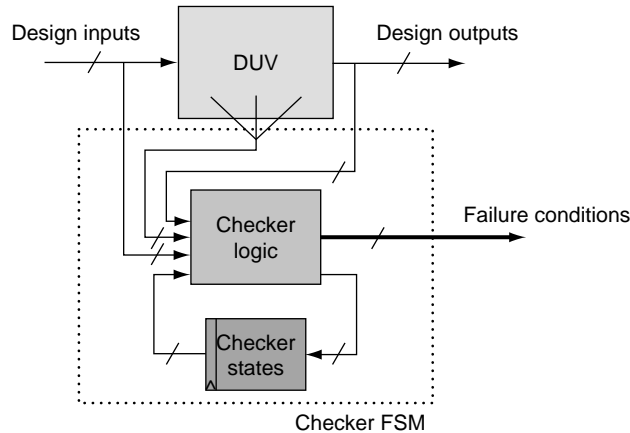 Design inputs
Design outputs
DUV
Checker
logic
Failure conditions
Checker
states
Checker FSM